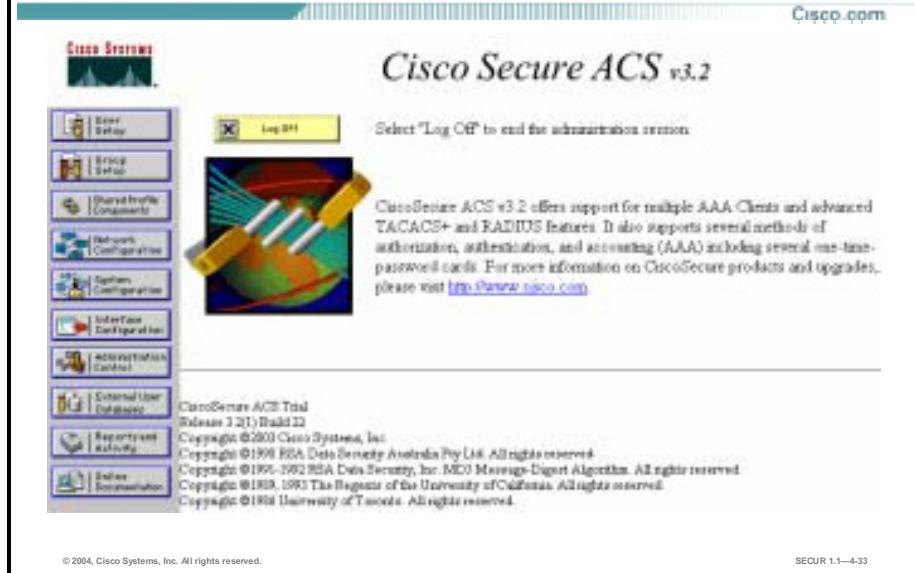 Cisco.com
Cisco Systems
Cisco Secure ACS v3.2
User Setup
Group Setup
Shared Profile Components
Network Configuration
System Configuration
Interface Configuration
Administration Control
External User Databases
Reports and Activity
Online Documentation
Log Off
Select "Log Off" to end the administration session.
CiscoSecure ACS v3.2 offers support for multiple AAA Clients and advanced
TACACS+ and RADIUS features. It also supports several methods of
authorization, authentication, and accounting (AAA) including several one-time-
password cards. For more information on CiscoSecure products and upgrades,
please visit http://www.cisco.com.
CiscoSecure ACS Trial
Release 3.2(1) Build 22
Copyright ©2003 Cisco Systems, Inc.
Copyright ©1998 RSA Data Security Australia Pty Ltd. All rights reserved.
Copyright ©1991-1992 RSA Data Security, Inc. MD5 Message-Digest Algorithm. All rights reserved.
Copyright ©1989, 1993 The Regents of the University of California. All rights reserved.
Copyright ©1986 University of Toronto. All rights reserved.
© 2004, Cisco Systems, Inc. All rights reserved.
SECUR 1.1—4-33